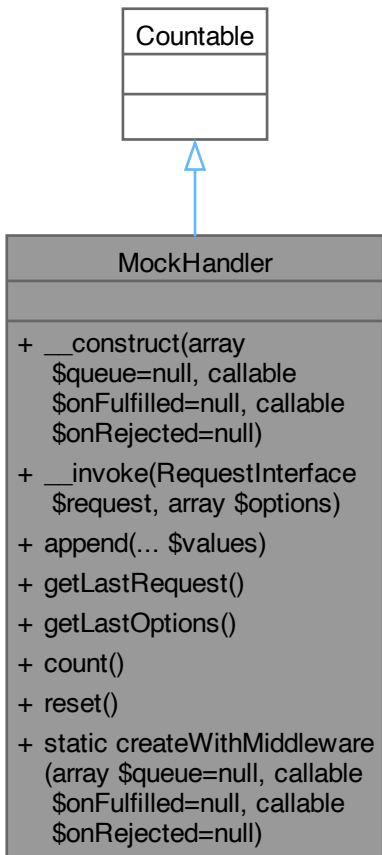 Countable
MockHandler
+ __construct(array
$queue=null, callable
$onFulfilled=null, callable
$onRejected=null)
+ __invoke(RequestInterface
$request, array $options)
+ append(... $values)
+ getLastRequest()
+ getLastOptions()
+ count()
+ reset()
+ static createWithMiddleware
(array $queue=null, callable
$onFulfilled=null, callable
$onRejected=null)